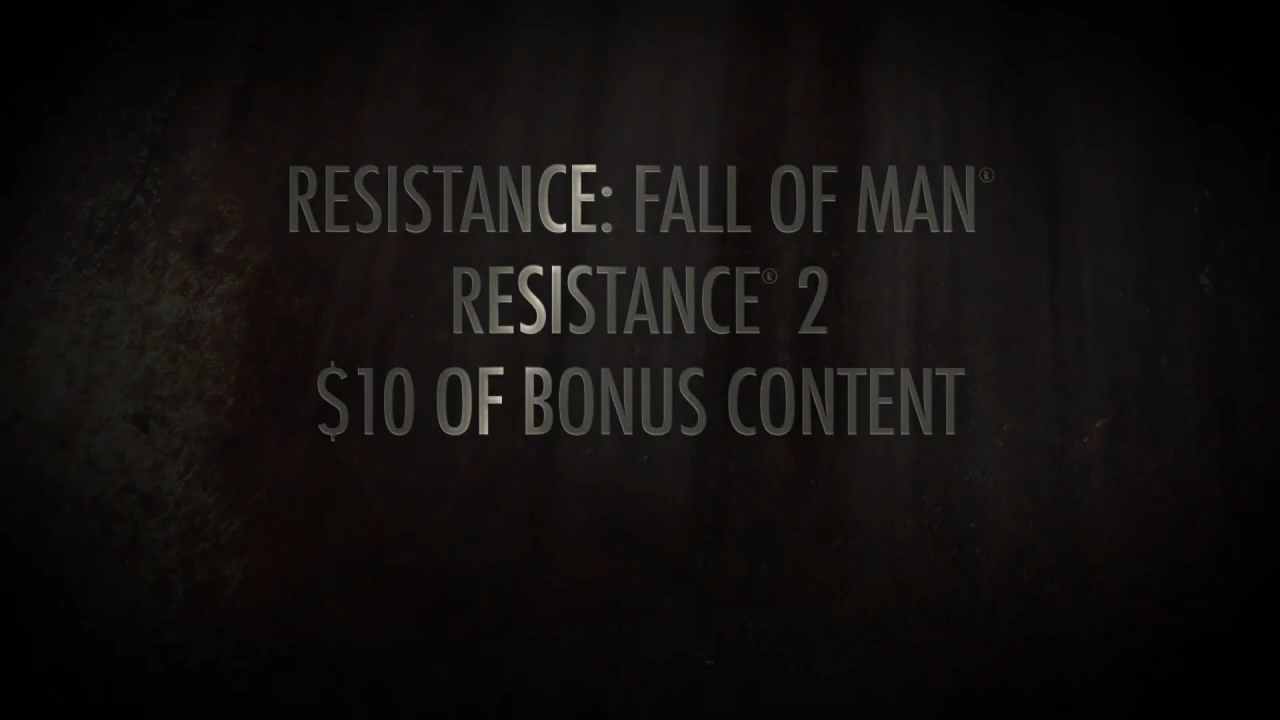 RESISTANCE: FALL OF MAN®
RESISTANCE® 2
$10 OF BONUS CONTENT